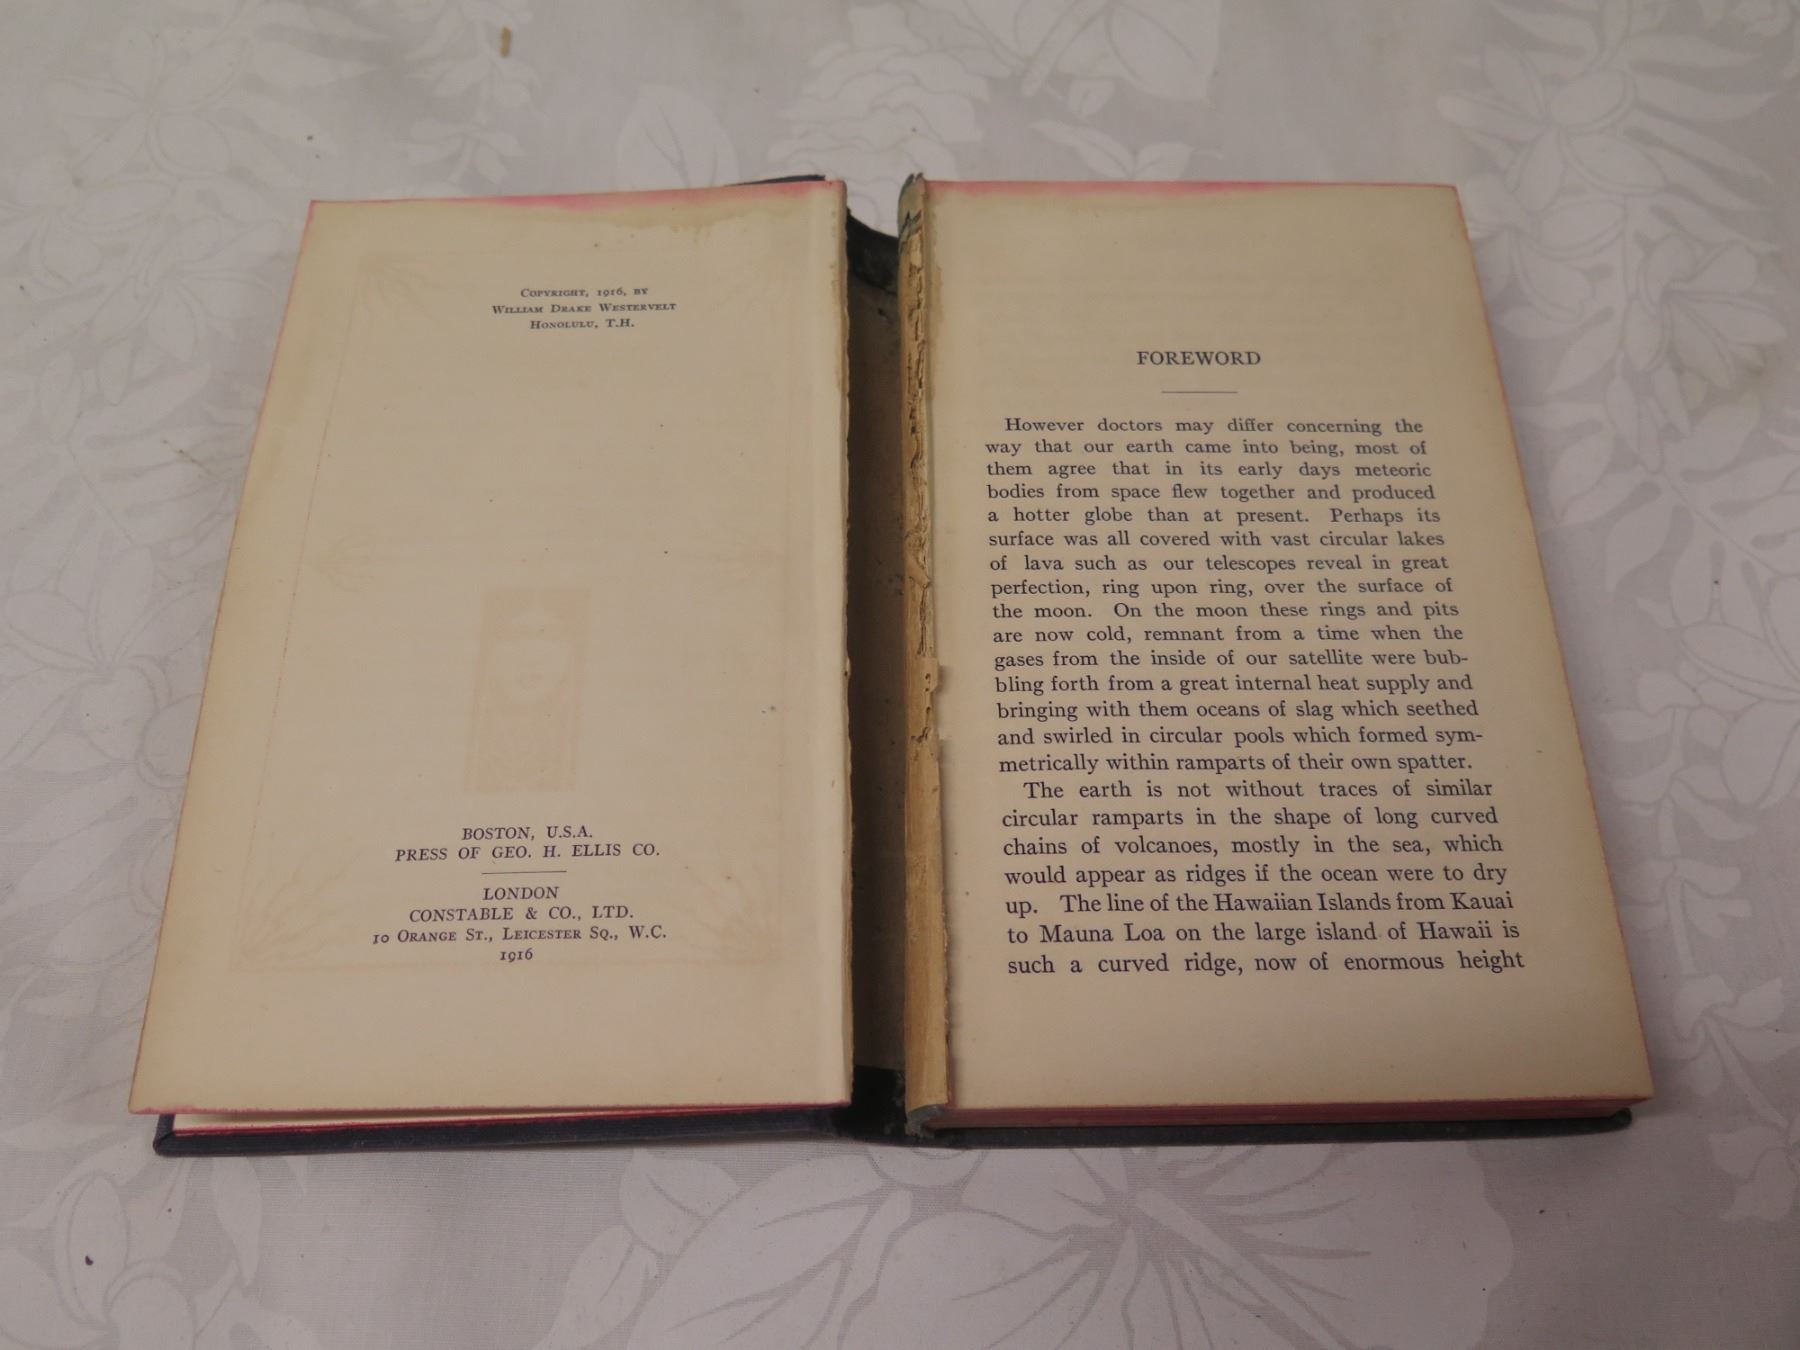 COPYRIGHT, 1916, BY
WILLIAM DRAKE WESTERVELT
HONOLULU, T.H.
BOSTON, U.S.A.
PRESS OF GEO. H. ELLIS CO.
LONDON
CONSTABLE & CO., LTD.
10 ORANGE ST., LEICESTER SQ., W.C.
1916
FOREWORD
However doctors may differ concerning the
way that our earth came into being, most of
them agree that in its early days meteoric
bodies from space flew together and produced
a hotter globe than at present. Perhaps its
surface was all covered with vast circular lakes
of lava such as our telescopes reveal in great
perfection, ring upon ring, over the surface of
the moon. On the moon these rings and pits
are now cold, remnant from a time when the
gases from the inside of our satellite were bub-
bling forth from a great internal heat supply and
bringing with them oceans of slag which seethed
and swirled in circular pools which formed sym-
metrically within ramparts of their own spatter.
The earth is not without traces of similar
circular ramparts in the shape of long curved
chains of volcanoes, mostly in the sea, which
would appear as ridges if the ocean were to dry
up. The line of the Hawaiian Islands from Kauai
to Mauna Loa on the large island of Hawaii is
such a curved ridge, now of enormous height